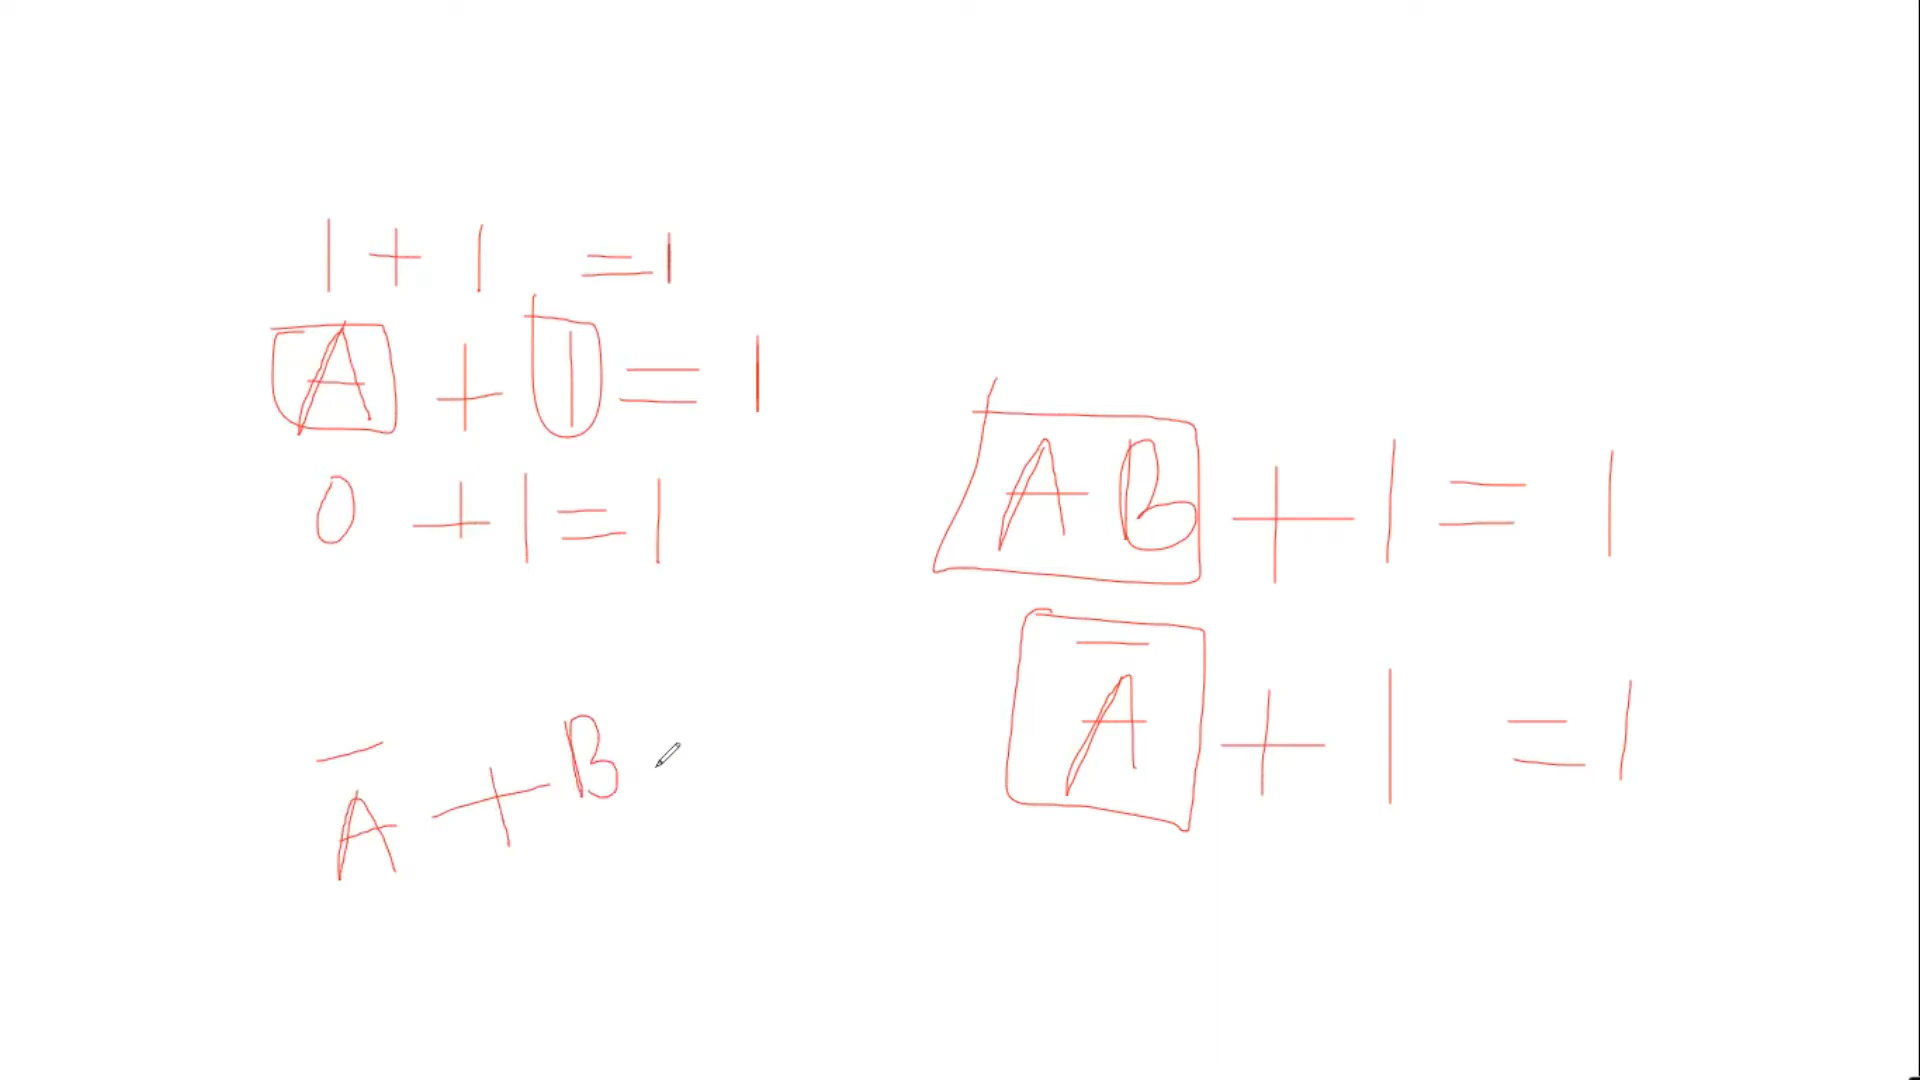 1 + 1 = 1
A + 1 = 1
0 + 1 = 1
A̅ + B
AB + 1 = 1
A̅ + 1 = 1